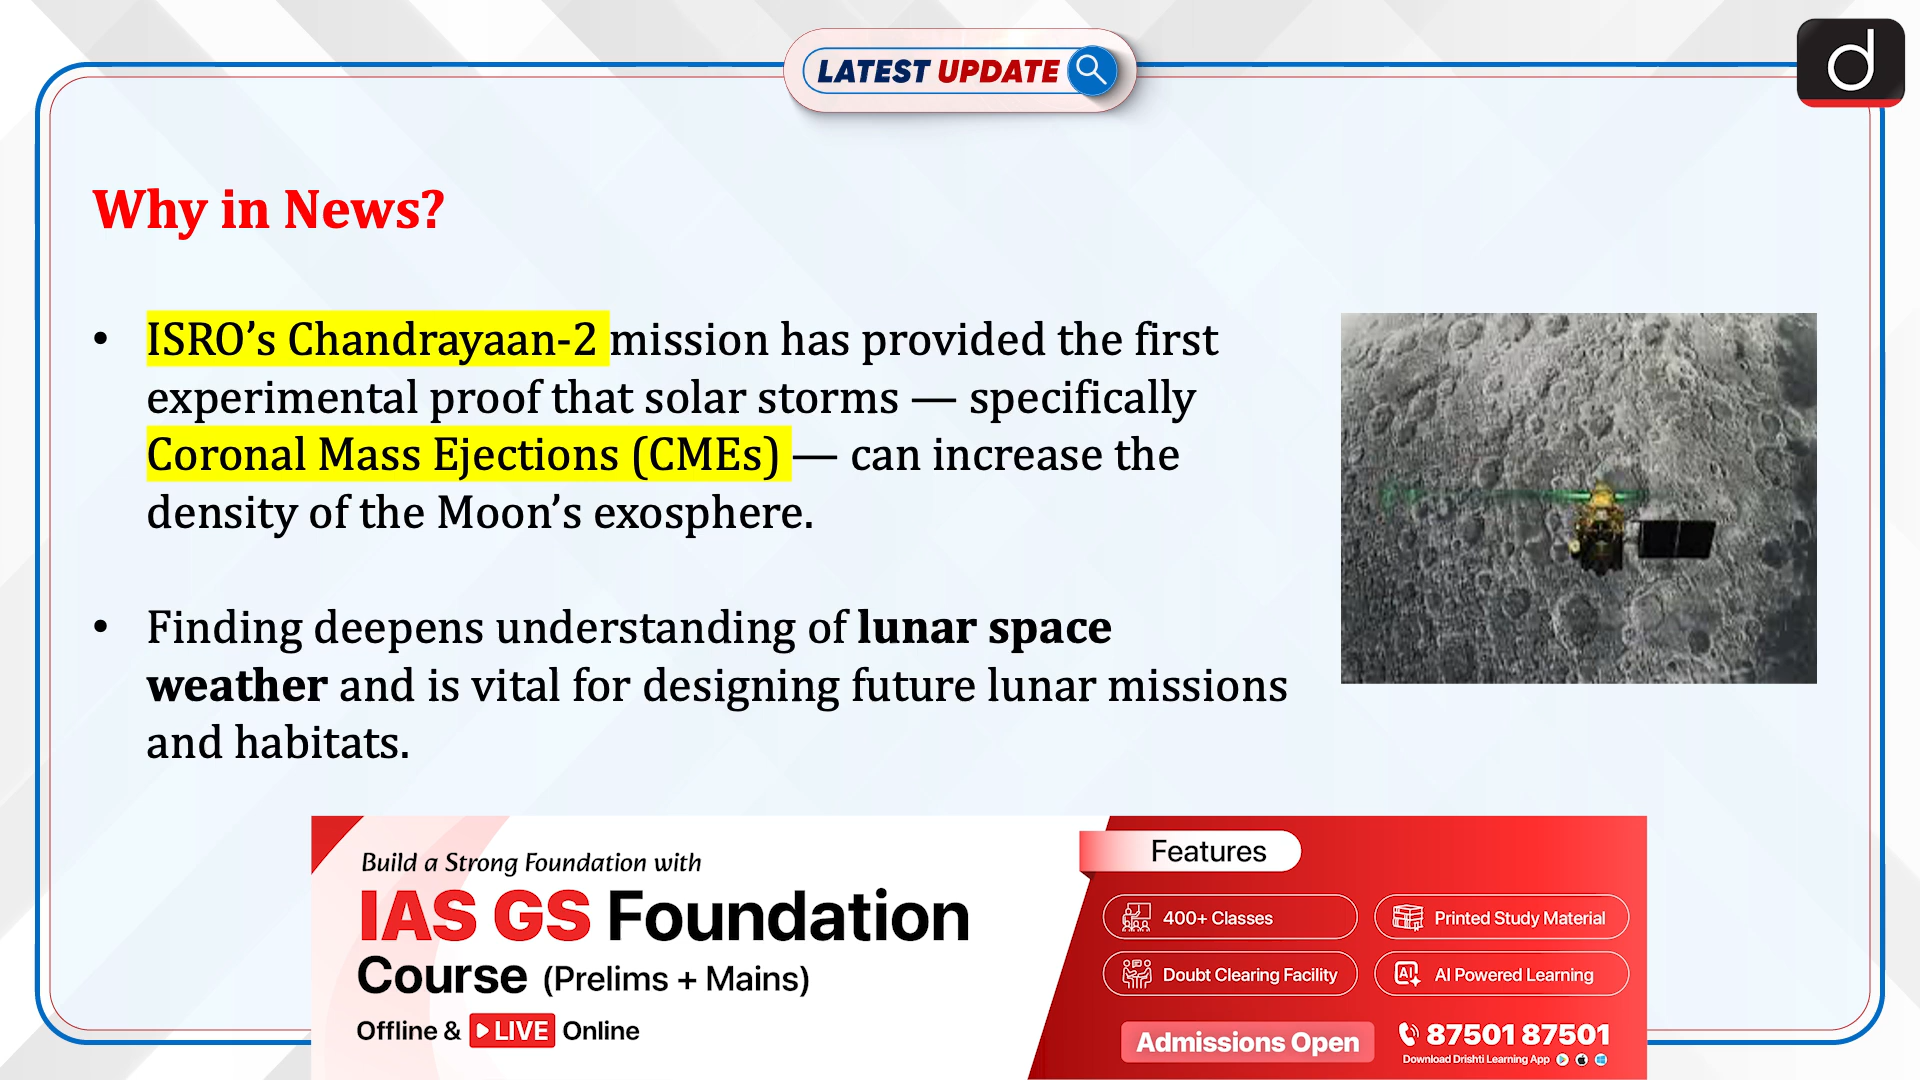 LATEST UPDATE
d
Why in News?
• ISRO’s Chandrayaan-2 mission has provided the first
experimental proof that solar storms — specifically
Coronal Mass Ejections (CMEs) — can increase the
density of the Moon’s exosphere.
• Finding deepens understanding of lunar space
weather and is vital for designing future lunar missions
and habitats.
Build a Strong Foundation with
IAS GS Foundation
Course (Prelims + Mains)
Offline & LIVE Online
Features
400+ Classes
Printed Study Material
Doubt Clearing Facility
AI AI Powered Learning
Admissions Open
87501 87501
Download Drishti Learning App